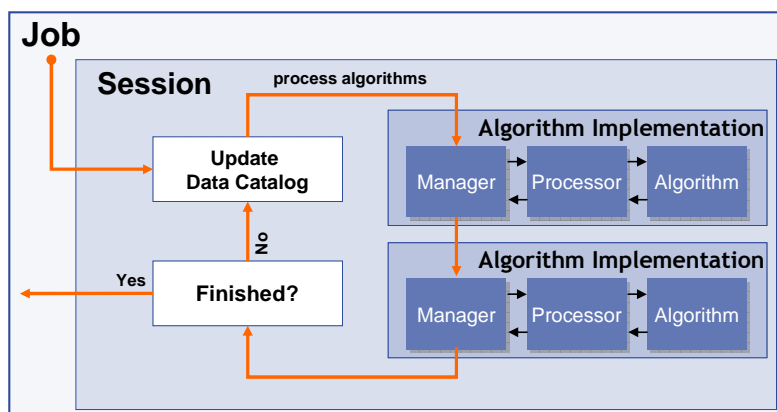 Job
Session
process algorithms
Update
Data Catalog
Algorithm Implementation
Manager
Processor
Algorithm
No
Algorithm Implementation
Yes
Finished?
Manager
Processor
Algorithm